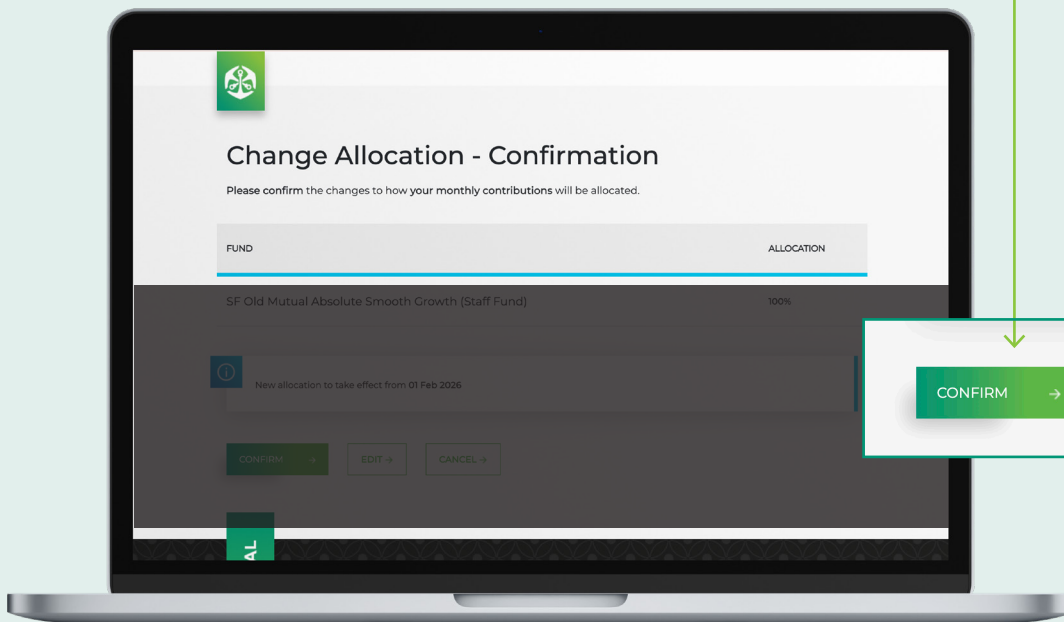 Change Allocation - Confirmation
Please confirm the changes to how your monthly contributions will be allocated.
FUND ALLOCATION
SF Old Mutual Absolute Smooth Growth (Staff Fund) 100%
New allocation to take effect from 01 Feb 2026
CONFIRM → EDIT → CANCEL →
CONFIRM →
AL